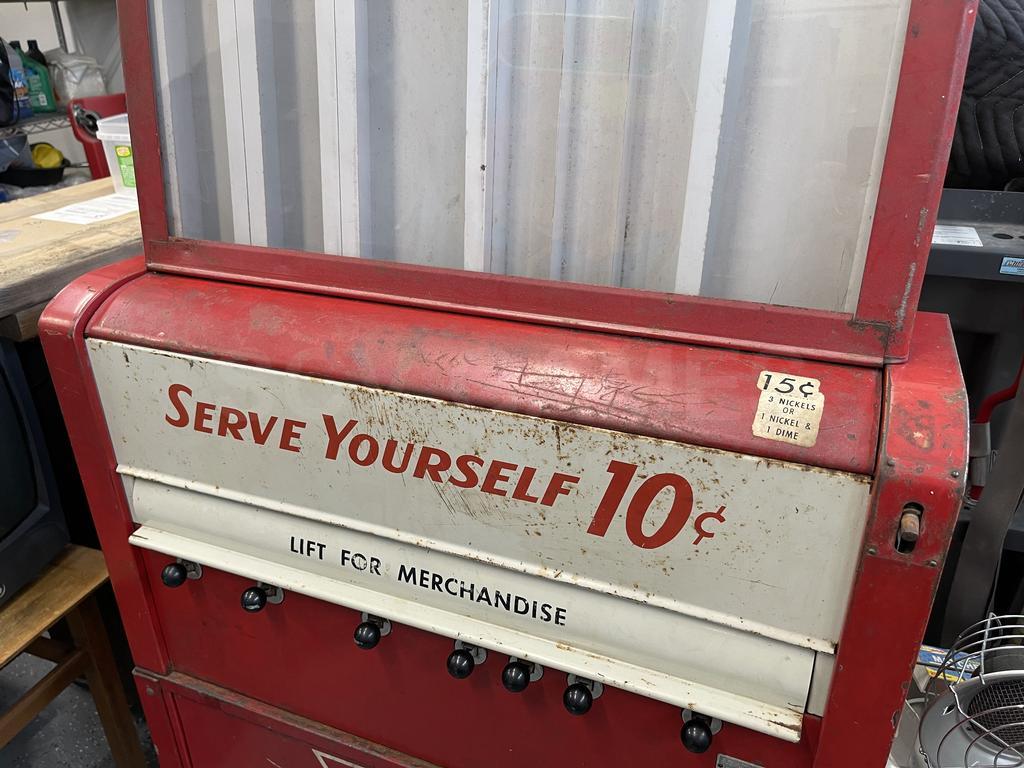 15¢
3 NICKELS
OR
1 NICKEL &
1 DIME
SERVE YOURSELF 10¢
LIFT FOR MERCHANDISE